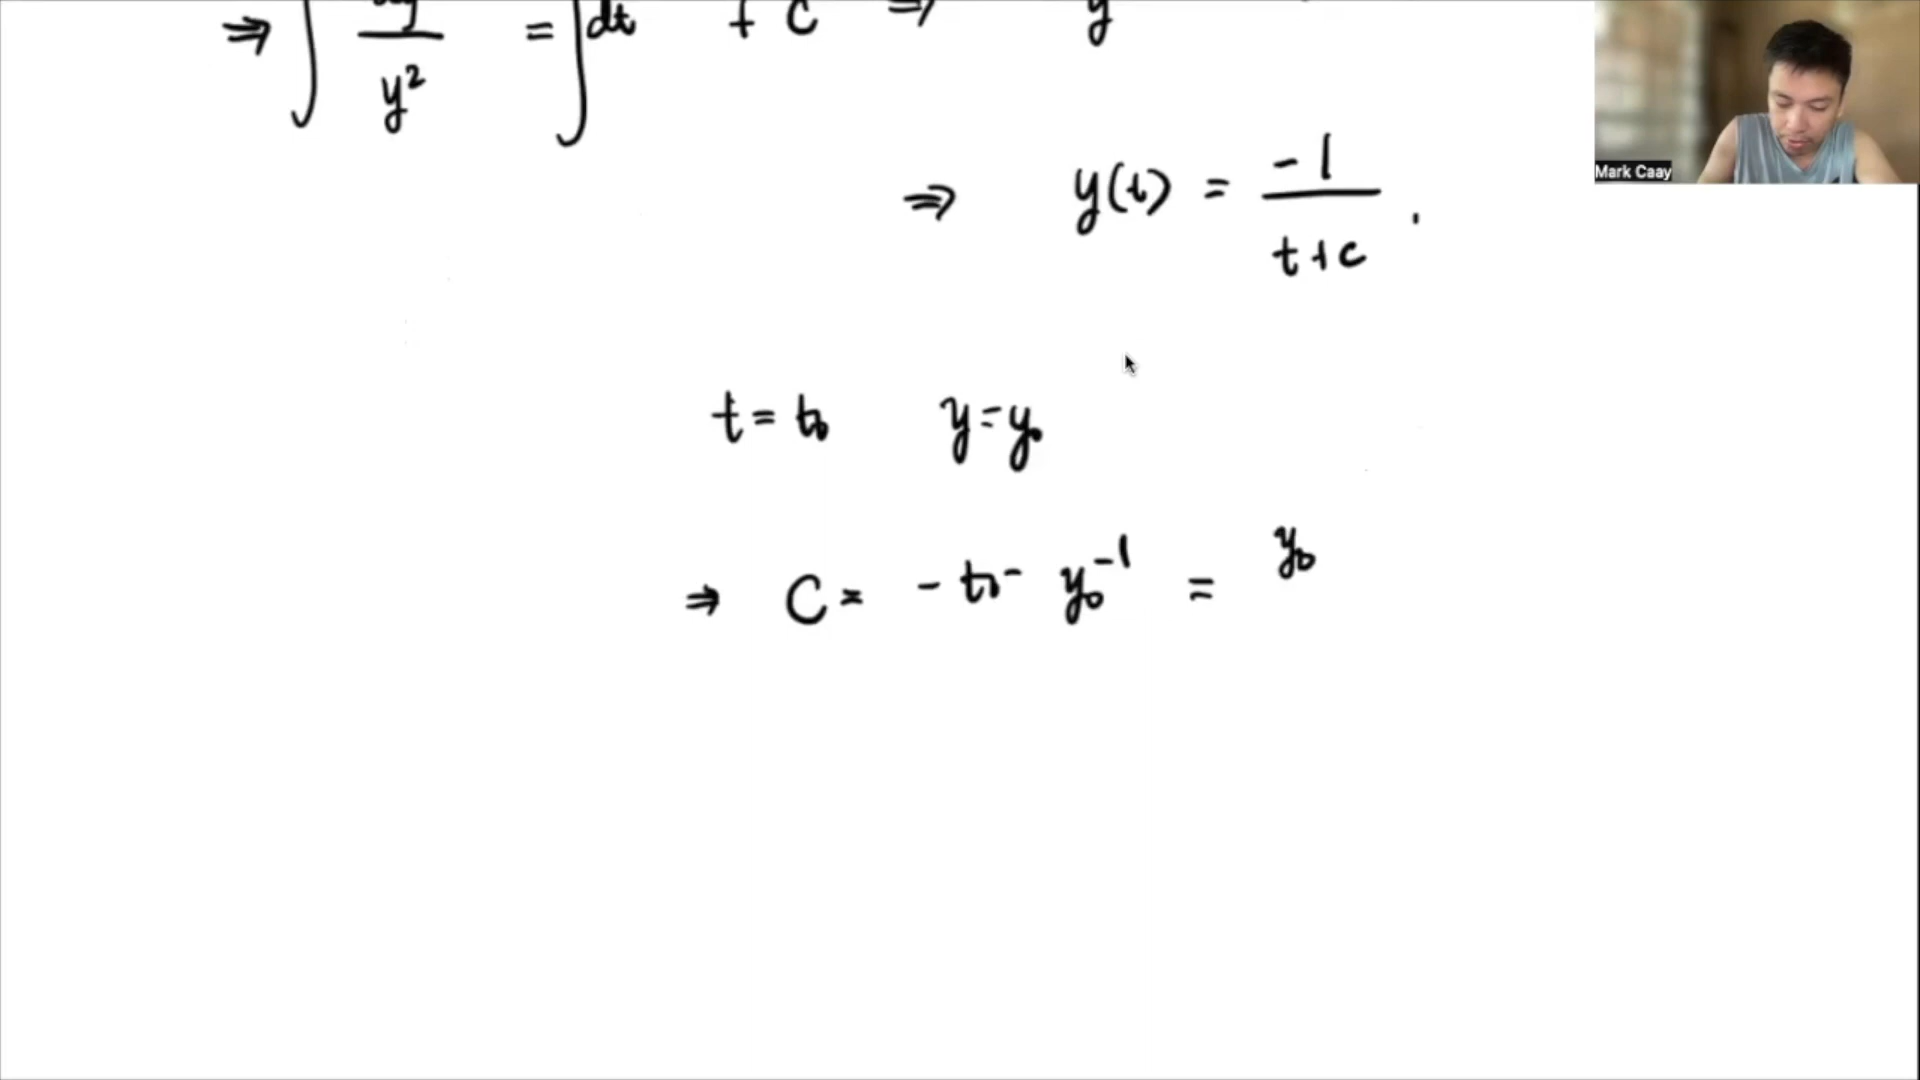 ⇒ ∫ dy/y² = ∫ dt + C ⇒ y
Mark Caay
⇒ y(t) = -1/(t+c) .
t = t₀ y = y₀
⇒ C = - t₀ - y₀⁻¹ = y₀